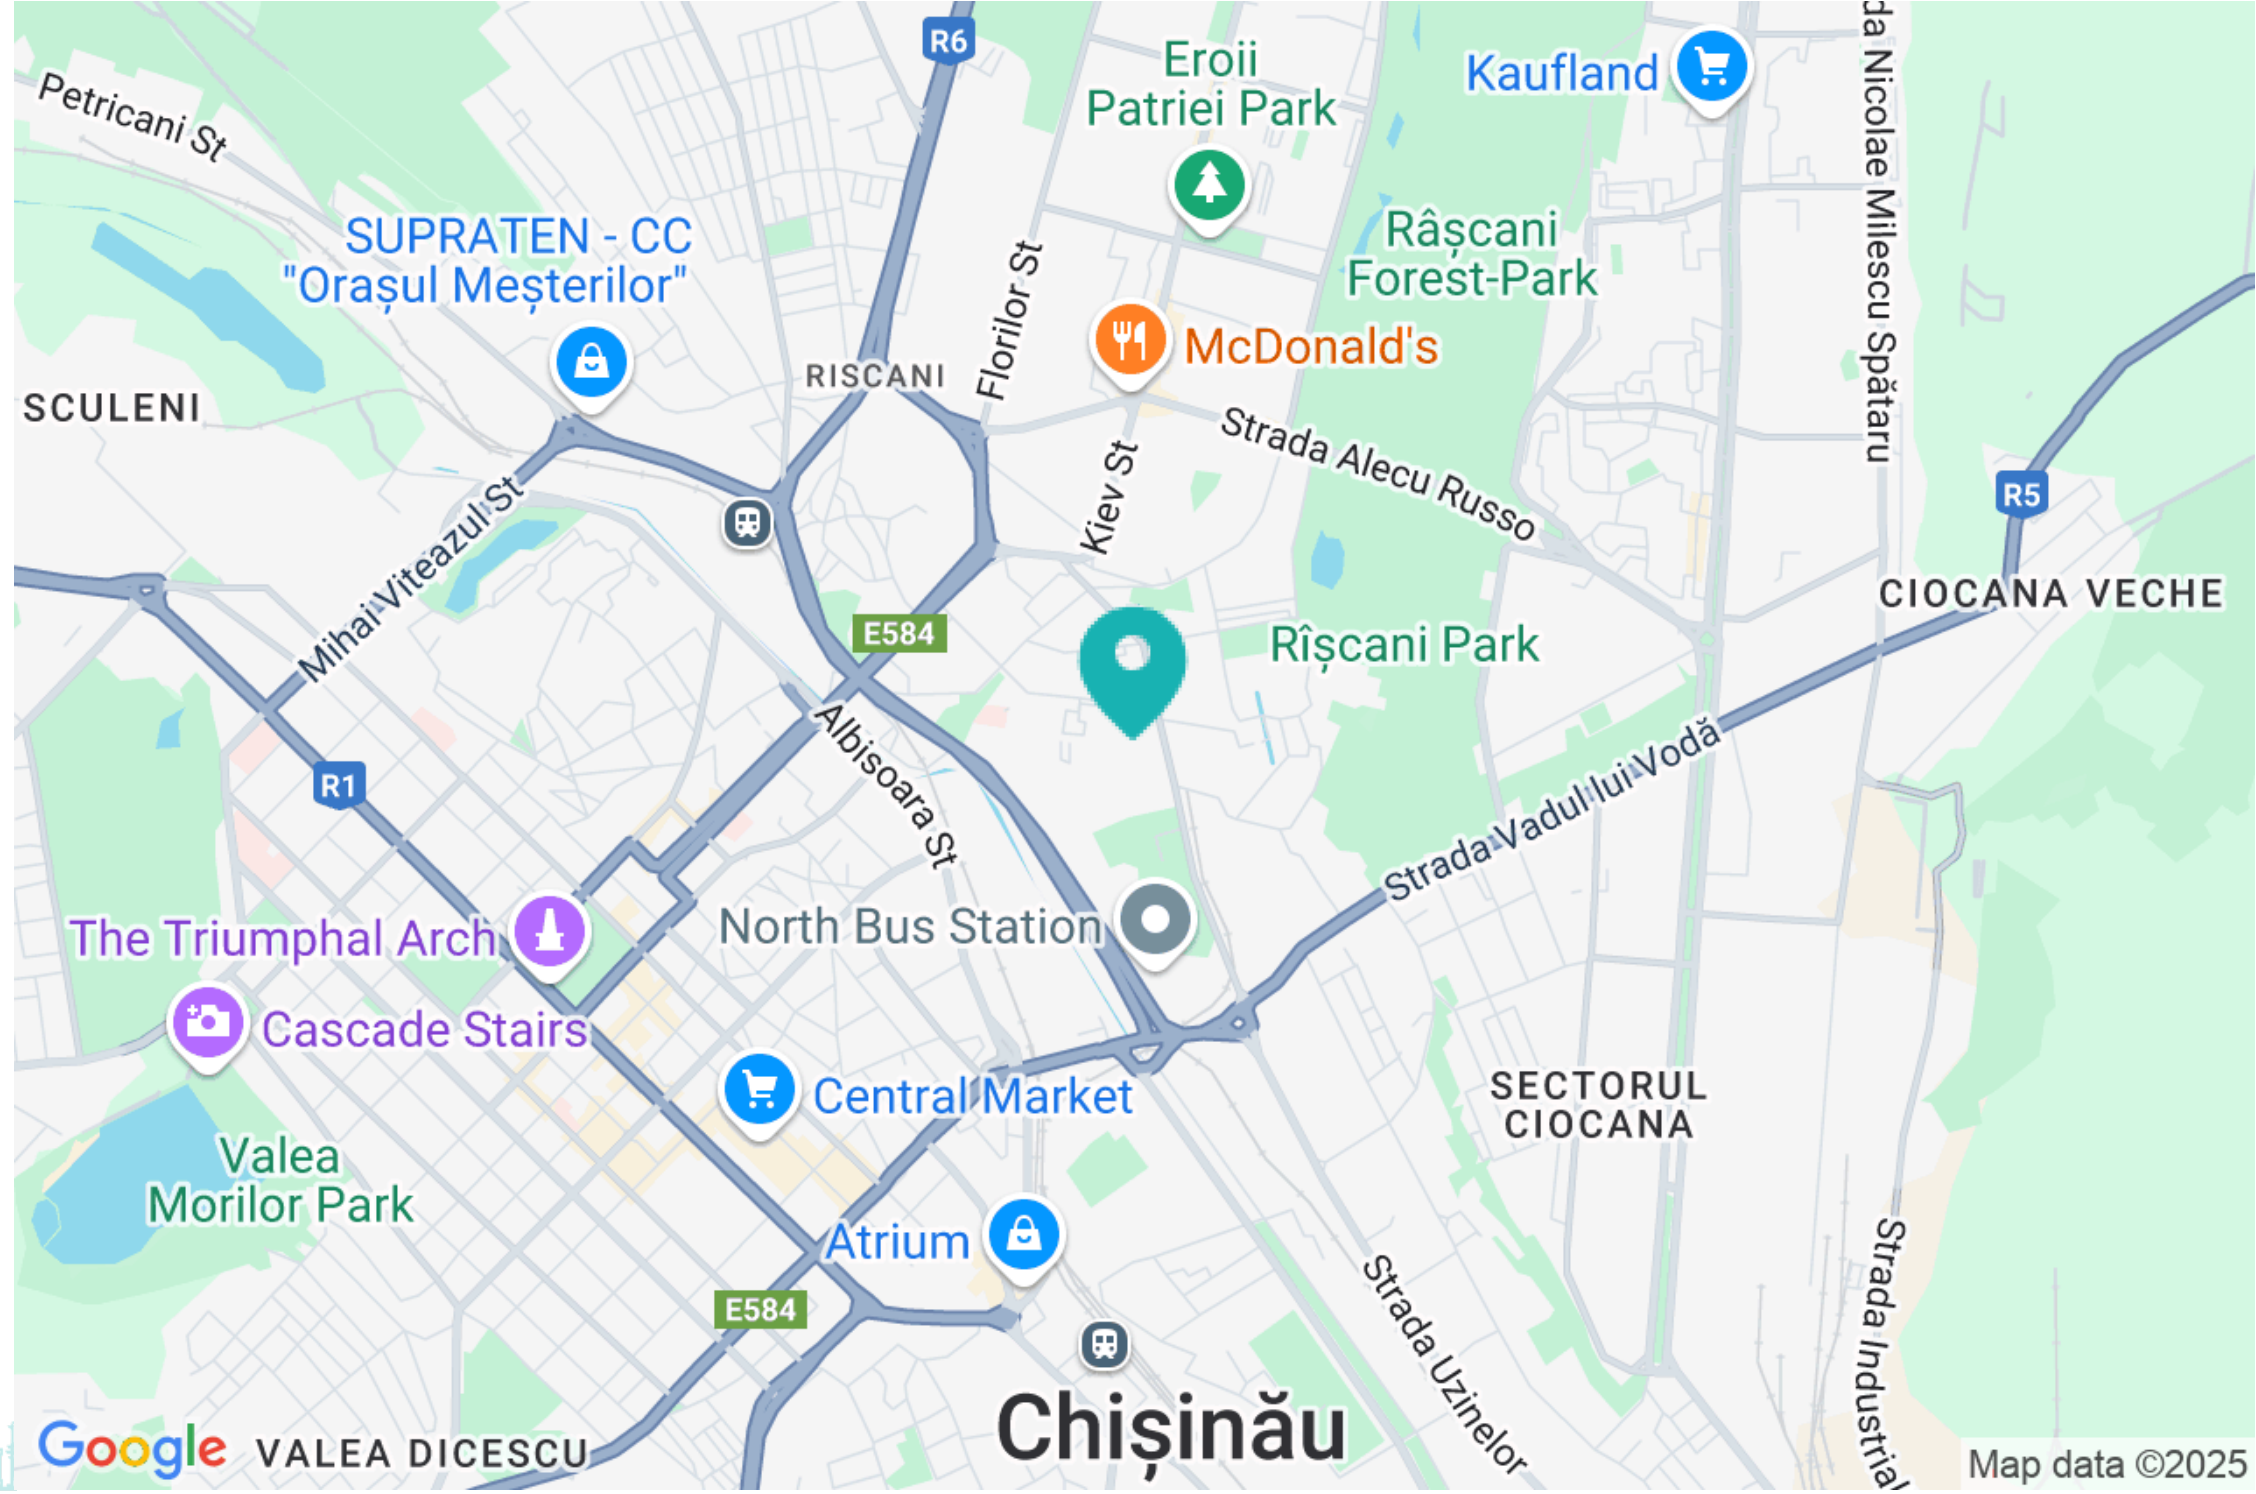 R6
Eroii
Patriei Park
Kaufland
da Nicolae Milescu Spătaru
Petricani St
SUPRATEN - CC
"Orașul Meșterilor"
Râșcani
Forest-Park
Florilor St
McDonald's
RISCANI
SCULENI
Strada Alecu Russo
Kiev St
R5
Mihai Viteazul St
CIOCANA VECHE
E584
Rîșcani Park
Albisoara St
R1
Strada Vadul lui Vodă
The Triumphal Arch
North Bus Station
Cascade Stairs
Central Market
SECTORUL
CIOCANA
Valea
Morilor Park
Atrium
Strada Uzinelor
Strada Industrial
E584
Chișinău
Google
VALEA DICESCU
Map data ©2025